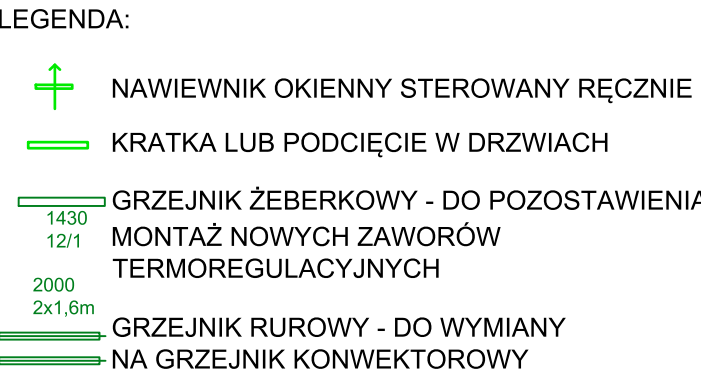 LEGENDA:
NAWIEWNIK OKIENNY STEROWANY RĘCZNIE
KRATKA LUB PODCIĘCIE W DRZWIACH
GRZEJNIK ŻEBERKOWY - DO POZOSTAWIENIA
1430
12/1
MONTAŻ NOWYCH ZAWORÓW
TERMOREGULACYJNYCH
2000
2x1,6m
GRZEJNIK RUROWY - DO WYMIANY
NA GRZEJNIK KONWEKTOROWY